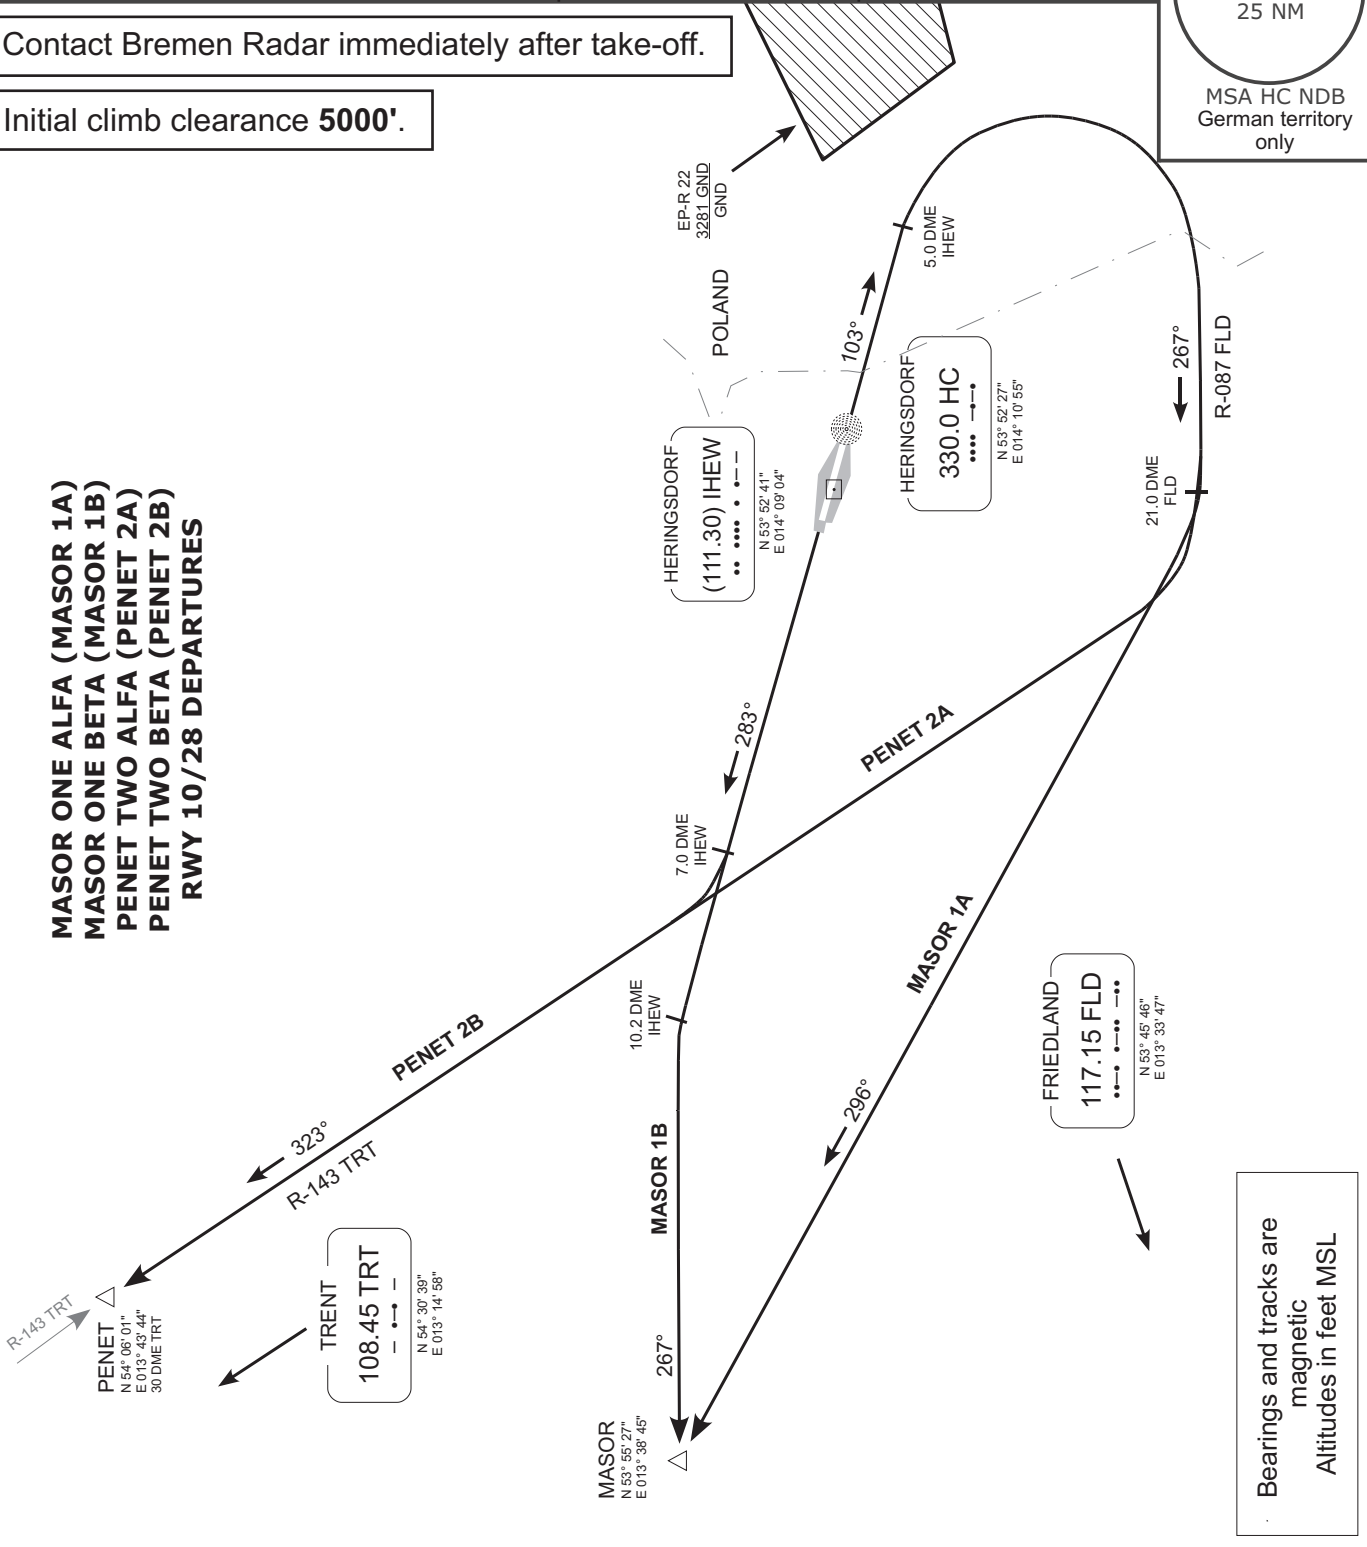 Contact Bremen Radar immediately after take-off.
Initial climb clearance 5000'.
25 NM
MSA HC NDB
German territory
only
MASOR ONE ALFA (MASOR 1A)
MASOR ONE BETA (MASOR 1B)
PENET TWO ALFA (PENET 2A)
PENET TWO BETA (PENET 2B)
RWY 10/28 DEPARTURES
EP-R 22
3281 GND
GND
POLAND
5.0 DME
IHEW
103°
HERINGSDORF
(111.30) IHEW
N 53° 52' 41"
E 014° 09' 04"
HERINGSDORF
330.0 HC
N 53° 52' 27"
E 014° 10' 55"
267°
R-087 FLD
21.0 DME
FLD
283°
7.0 DME
IHEW
PENET 2A
10.2 DME
IHEW
PENET 2B
MASOR 1A
323°
R-143 TRT
MASOR 1B
296°
FRIEDLAND
117.15 FLD
N 53° 45' 46"
E 013° 33' 47"
R-143 TRT
PENET
N 54° 06' 01"
E 013° 43' 44"
30 DME TRT
TRENT
108.45 TRT
N 54° 30' 39"
E 013° 14' 58"
267°
MASOR
N 53° 55' 27"
E 013° 38' 45"
Bearings and tracks are
magnetic
Altitudes in feet MSL